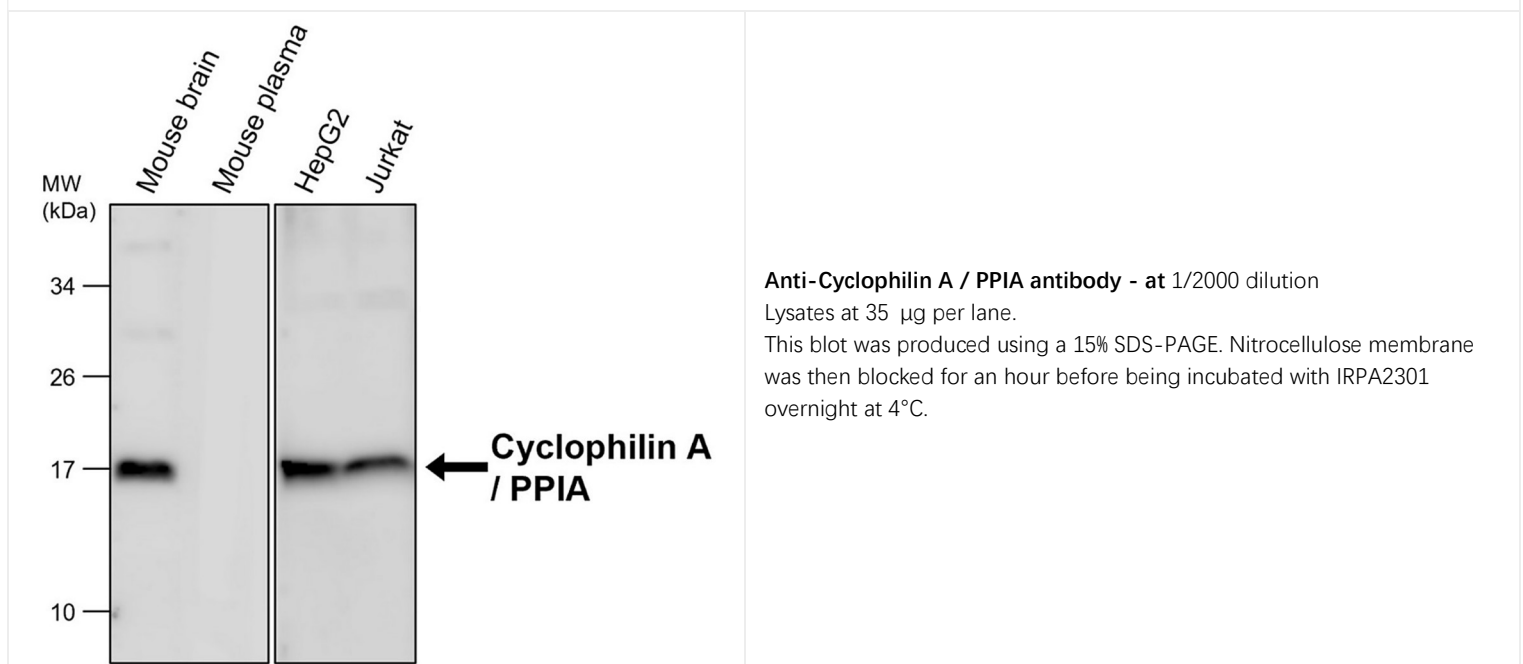 Mouse brain
Mouse plasma
HepG2
Jurkat
MW
(kDa)
34
26
17
10
Cyclophilin A
/ PPIA
Anti-Cyclophilin A / PPIA antibody - at 1/2000 dilution
Lysates at 35 µg per lane.
This blot was produced using a 15% SDS-PAGE. Nitrocellulose membrane
was then blocked for an hour before being incubated with IRPA2301
overnight at 4°C.